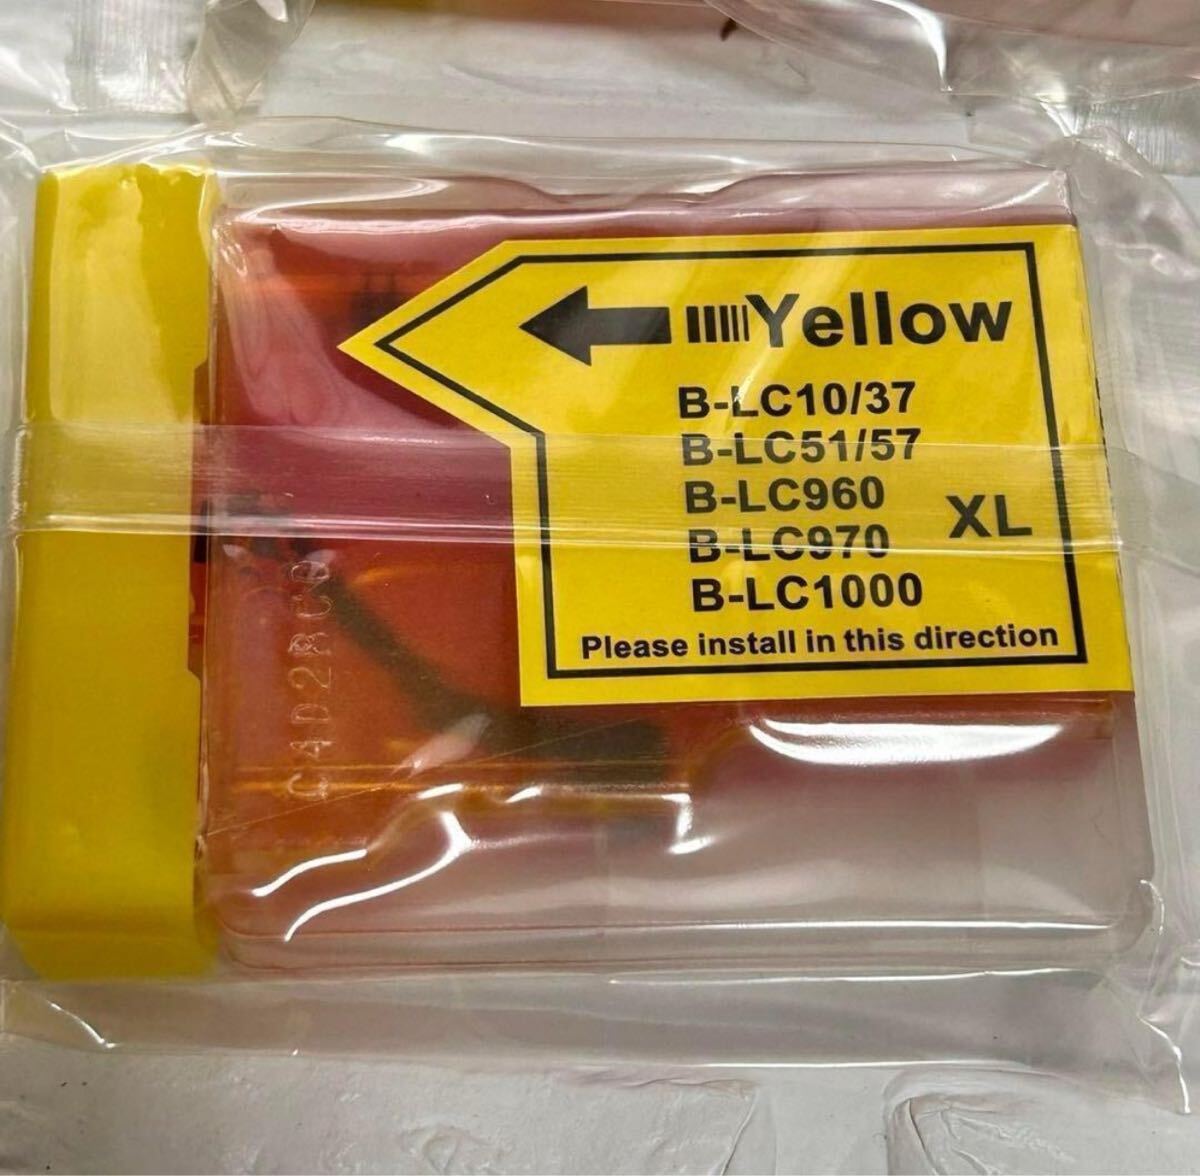 Yellow
B-LC10/37
B-LC51/57
B-LC960
B-LC970
B-LC1000
XL
Please install in this direction